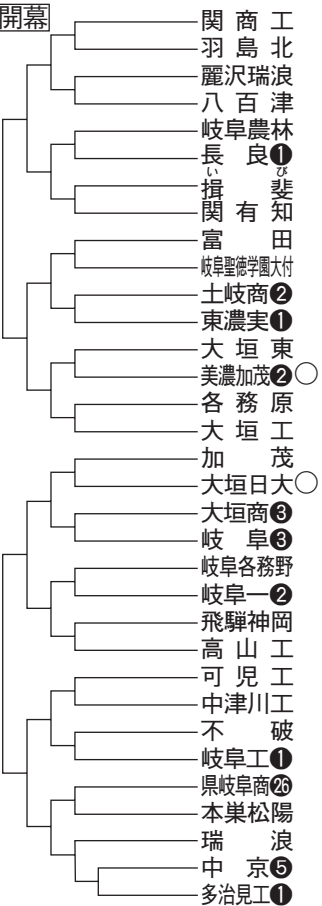 開幕
関商工
羽島北
麗沢瑞浪
八百津
岐阜農林
長良❶
揖斐
いび
関有知
富田
岐阜聖徳学園大付
土岐商❷
東濃実❶
大垣東
美濃加茂❷○
各務原
大垣工
加茂
大垣日大○
大垣商❸
岐阜❸
岐阜各務野
岐阜一❷
飛騨神岡
高山工
可児工
中津川工
不破
岐阜工❶
県岐阜商㉖
本巣松陽
瑞浪
中京❺
多治見工❶